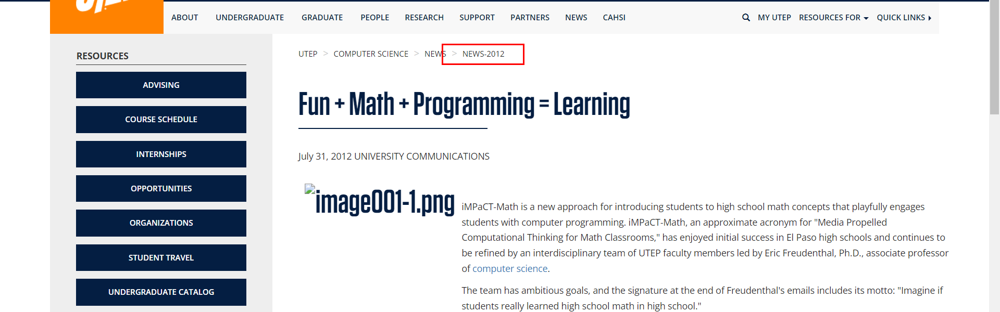 ABOUT UNDERGRADUATE GRADUATE PEOPLE RESEARCH SUPPORT PARTNERS NEWS CAHSI MY UTEP RESOURCES FOR QUICK LINKS
RESOURCES
ADVISING
COURSE SCHEDULE
INTERNSHIPS
OPPORTUNITIES
ORGANIZATIONS
STUDENT TRAVEL
UNDERGRADUATE CATALOG
UTEP > COMPUTER SCIENCE > NEWS > NEWS-2012
Fun + Math + Programming = Learning
July 31, 2012 UNIVERSITY COMMUNICATIONS
image001-1.png
iMPaCT-Math is a new approach for introducing students to high school math concepts that playfully engages
students with computer programming. iMPaCT-Math, an approximate acronym for "Media Propelled
Computational Thinking for Math Classrooms," has enjoyed initial success in El Paso high schools and continues to
be refined by an interdisciplinary team of UTEP faculty members led by Eric Freudenthal, Ph.D., associate professor
of computer science.
The team has ambitious goals, and the signature at the end of Freudenthal's emails includes its motto: "Imagine if
students really learned high school math in high school."